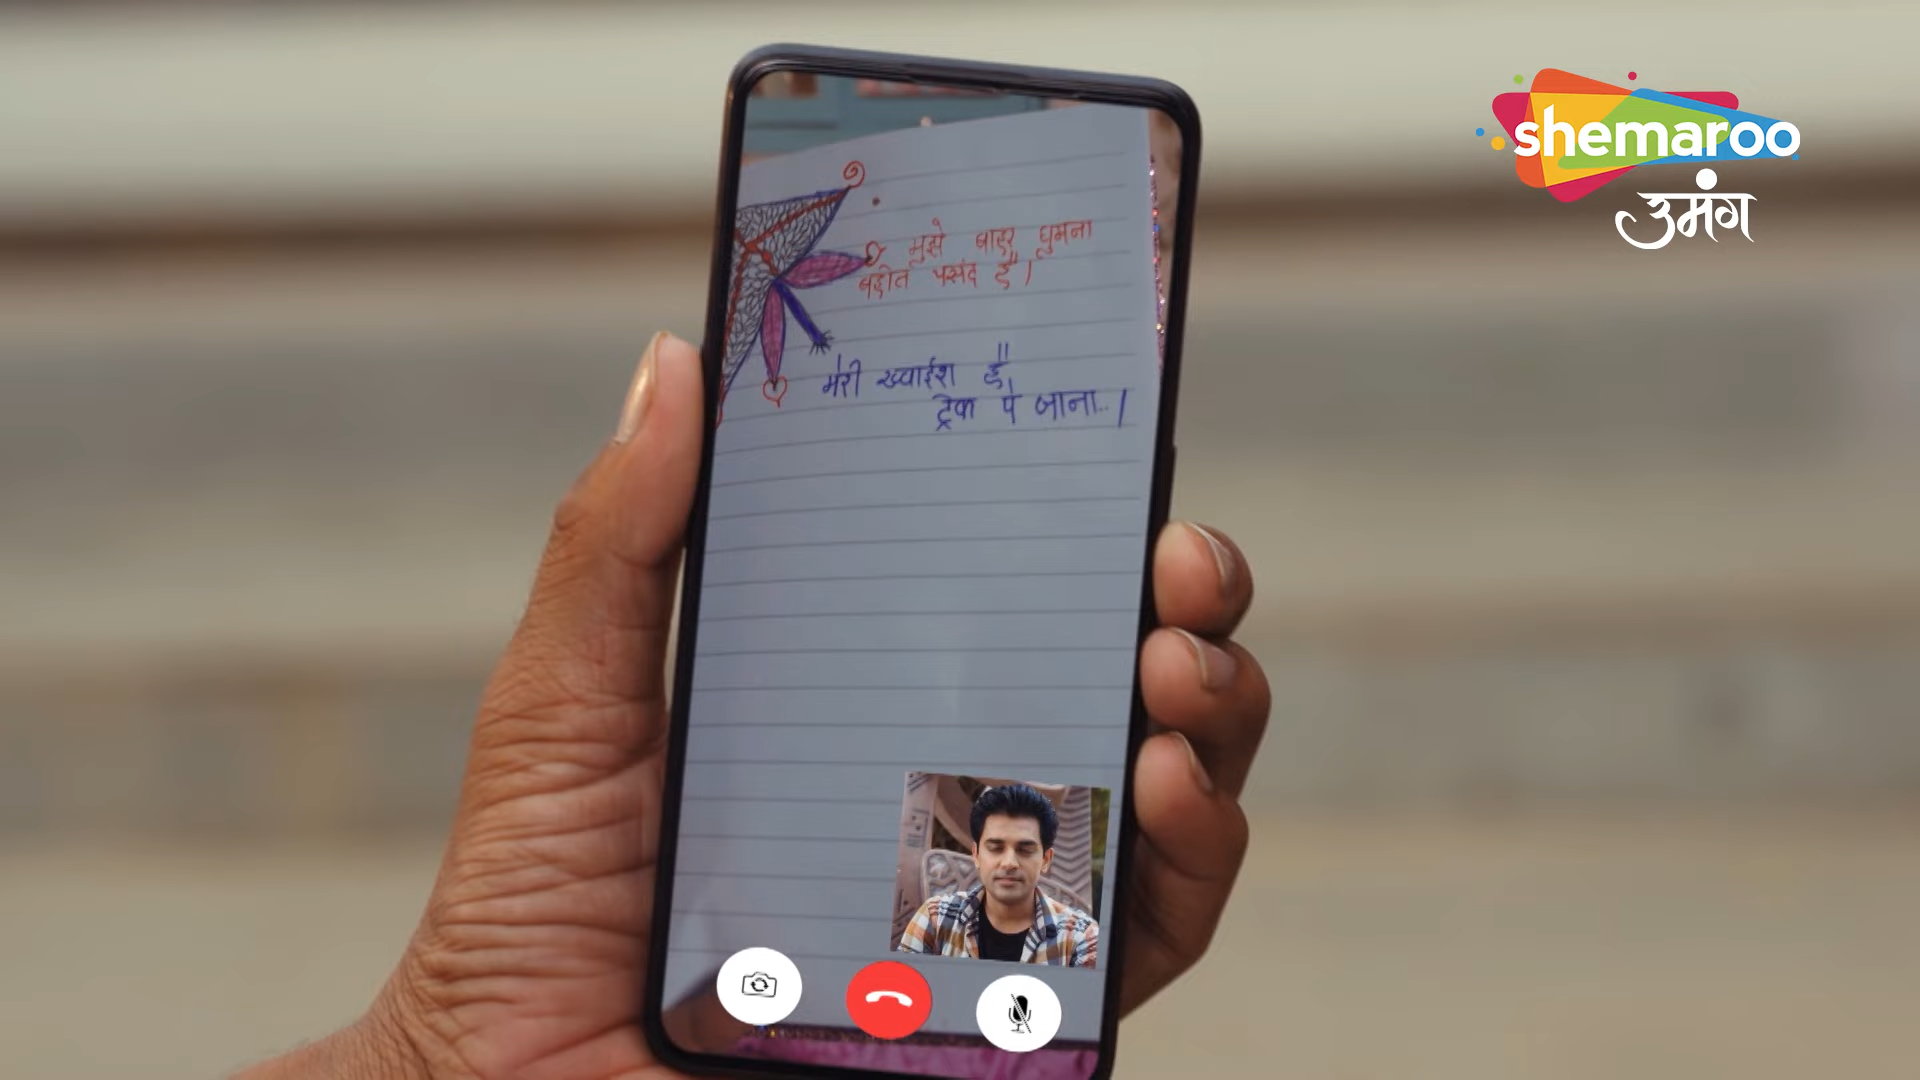 shemaroo
उमंग
मुझे बाहर घुमना
बहोत पसंद है।
मेरी ख्वाईश है,
ट्रेक पे जाना..।